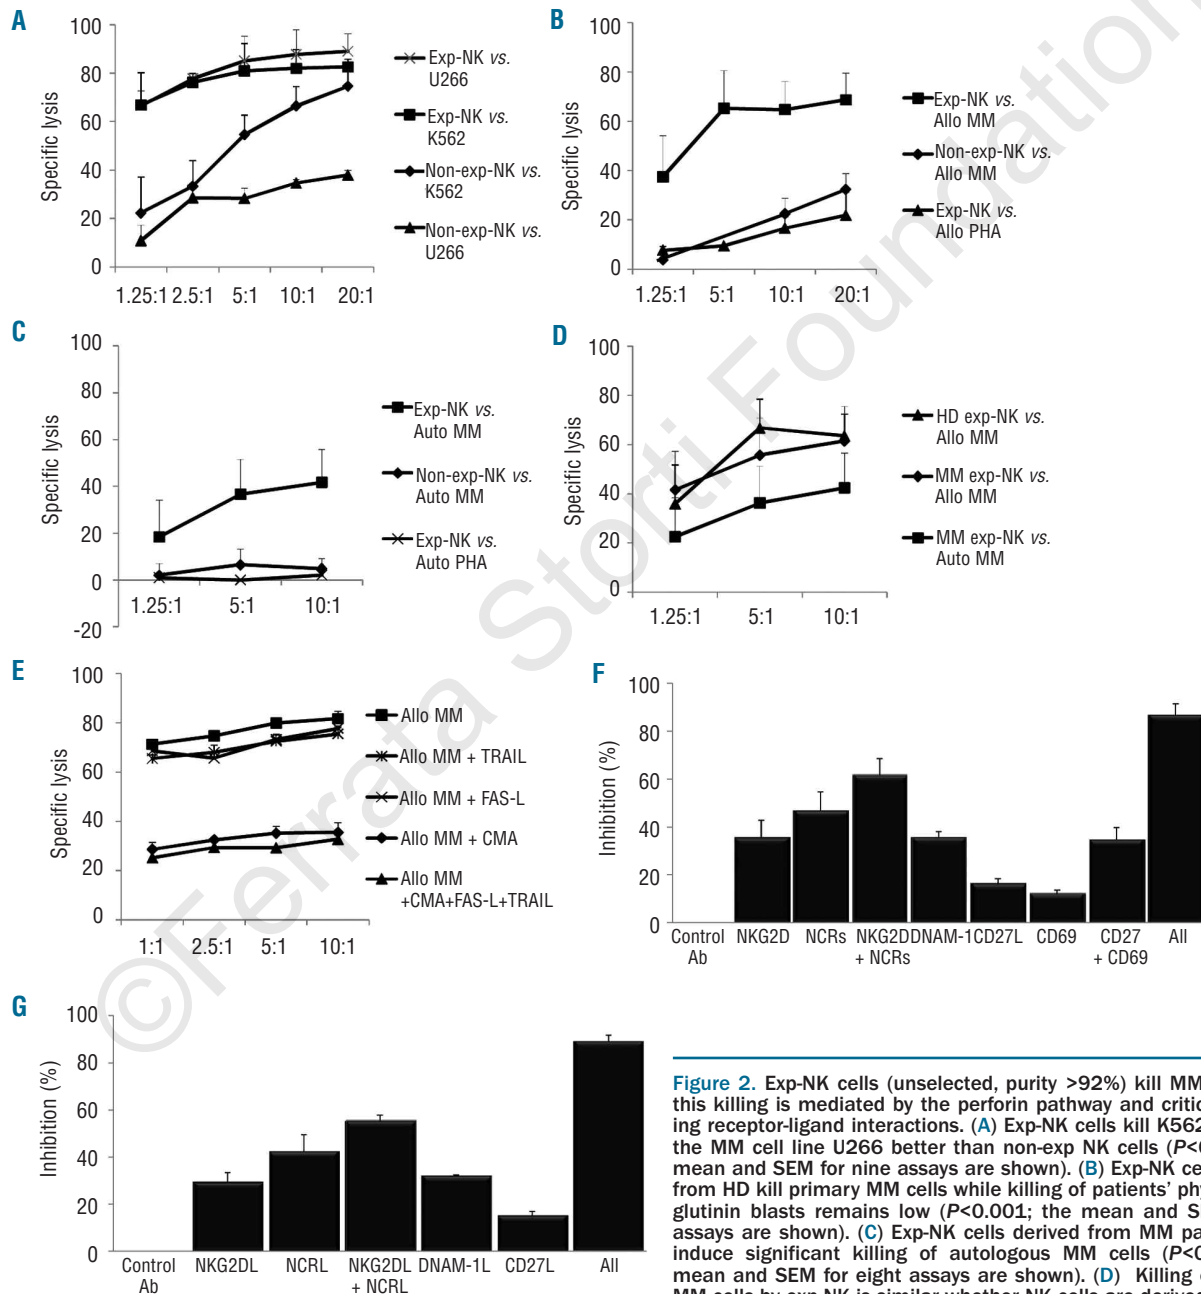 A
100
80
60
40
20
0
Specific lysis
1.25:1 2.5:1 5:1 10:1 20:1
Exp-NK vs.
U266
Exp-NK vs.
K562
Non-exp-NK vs.
K562
Non-exp-NK vs.
U266
B
100
80
60
40
20
0
Specific lysis
1.25:1 5:1 10:1 20:1
Exp-NK vs.
Allo MM
Non-exp-NK vs.
Allo MM
Exp-NK vs.
Allo PHA
C
100
80
60
40
20
0
-20
Specific lysis
1.25:1 5:1 10:1
Exp-NK vs.
Auto MM
Non-exp-NK vs.
Auto MM
Exp-NK vs.
Auto PHA
D
100
80
60
40
20
0
Specific lysis
1.25:1 5:1 10:1
HD exp-NK vs.
Allo MM
MM exp-NK vs.
Allo MM
MM exp-NK vs.
Auto MM
E
100
80
60
40
20
0
Specific lysis
1:1 2.5:1 5:1 10:1
Allo MM
Allo MM + TRAIL
Allo MM + FAS-L
Allo MM + CMA
Allo MM
+CMA+FAS-L+TRAIL
F
100
80
60
40
20
0
Inhibition (%)
Control NKG2D NCRs NKG2D DNAM-1 CD27L CD69 CD27 All
Ab + NCRs + CD69
G
100
80
60
40
20
0
Inhibition (%)
Control NKG2DL NCRL NKG2DL DNAM-1L CD27L All
Ab + NCRL
Figure 2. Exp-NK cells (unselected, purity >92%) kill MM
this killing is mediated by the perforin pathway and critic
ing receptor-ligand interactions. (A) Exp-NK cells kill K562
the MM cell line U266 better than non-exp NK cells (P<
mean and SEM for nine assays are shown). (B) Exp-NK ce
from HD kill primary MM cells while killing of patients' phy
glutinin blasts remains low (P<0.001; the mean and S
assays are shown). (C) Exp-NK cells derived from MM pa
induce significant killing of autologous MM cells (P<0
mean and SEM for eight assays are shown). (D) Killing
MM cells by exp-NK is similar whether NK cells are derive
©Ferrata Storti Foundation